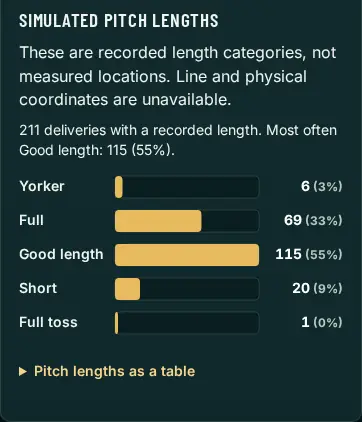 SIMULATED PITCH LENGTHS
These are recorded length categories, not
measured locations. Line and physical
coordinates are unavailable.
211 deliveries with a recorded length. Most often
Good length: 115 (55%).
Yorker 6 (3%)
Full 69 (33%)
Good length 115 (55%)
Short 20 (9%)
Full toss 1 (0%)
▶ Pitch lengths as a table